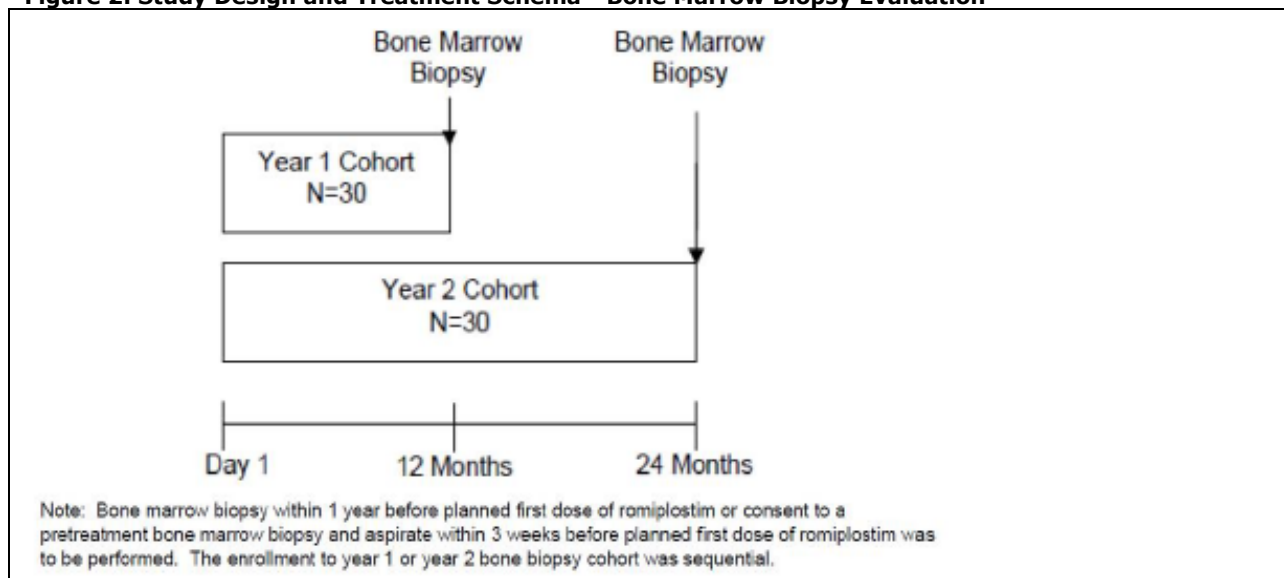 Figure 2. Study Design and Treatment Schema - Bone Marrow Biopsy Evaluation
Bone Marrow
Biopsy
Bone Marrow
Biopsy
Year 1 Cohort
N=30
Year 2 Cohort
N=30
Day 1
12 Months
24 Months
Note: Bone marrow biopsy within 1 year before planned first dose of romiplostim or consent to a
pretreatment bone marrow biopsy and aspirate within 3 weeks before planned first dose of romiplostim was
to be performed. The enrollment to year 1 or year 2 bone biopsy cohort was sequential.